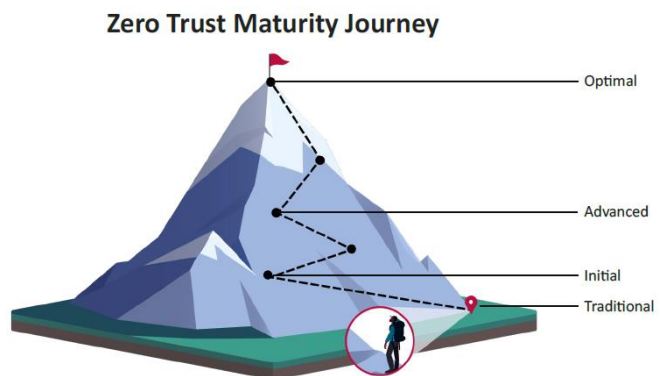 Zero Trust Maturity Journey
Optimal
Advanced
Initial
Traditional